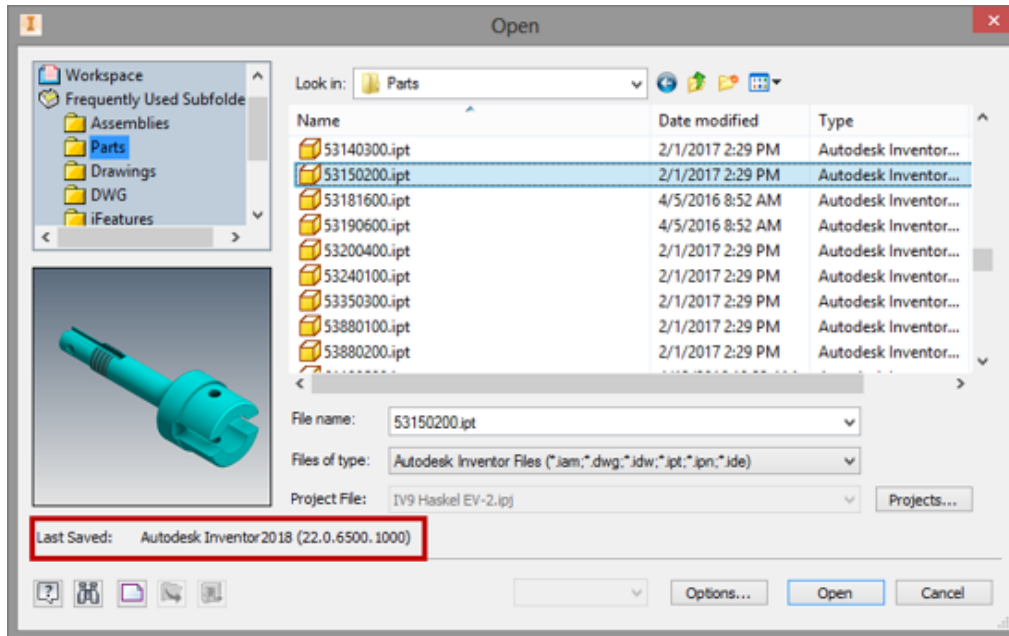 Open
Workspace
Frequently Used Subfolde
Assemblies
Parts
Drawings
DWG
iFeatures
Look in: Parts
Name Date modified Type
53140300.ipt 2/1/2017 2:29 PM Autodesk Inventor...
53150200.ipt 2/1/2017 2:29 PM Autodesk Inventor...
53181600.ipt 4/5/2016 8:52 AM Autodesk Inventor...
53190600.ipt 4/5/2016 8:52 AM Autodesk Inventor...
53200400.ipt 2/1/2017 2:29 PM Autodesk Inventor...
53240100.ipt 2/1/2017 2:29 PM Autodesk Inventor...
53350300.ipt 2/1/2017 2:29 PM Autodesk Inventor...
53880100.ipt 2/1/2017 2:29 PM Autodesk Inventor...
53880200.ipt 2/1/2017 2:29 PM Autodesk Inventor...
File name: 53150200.ipt
Files of type: Autodesk Inventor Files (*.iam;*.dwg;*.idw;*.ipt;*.ipn;*.ide)
Project File: IV9 Haskel EV-2.ipj Projects...
Last Saved: Autodesk Inventor 2018 (22.0.6500.1000)
Options... Open Cancel